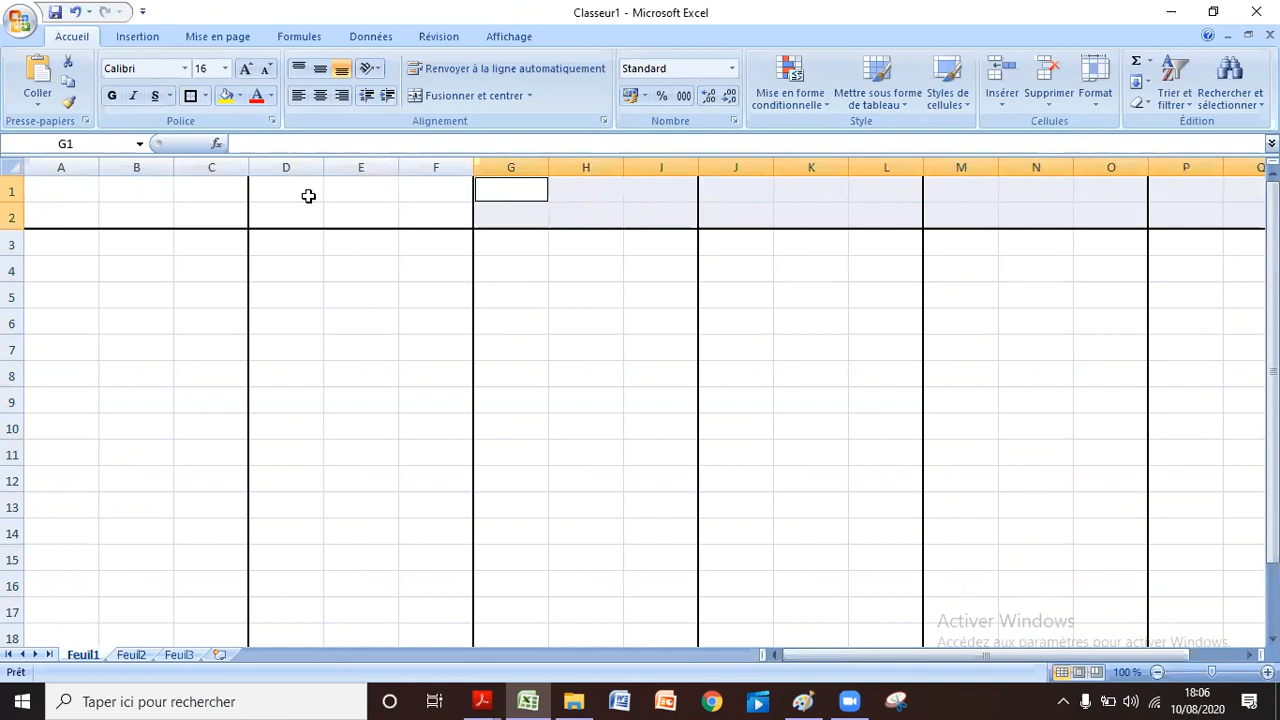 Classeur1 - Microsoft Excel
Accueil Insertion Mise en page Formules Données Révision Affichage
Coller
Presse-papiers
Calibri 16
G I S
Police
Renvoyer à la ligne automatiquement
Fusionner et centrer
Alignement
Standard
% 000
Nombre
Mise en forme conditionnelle
Mettre sous forme de tableau
Styles de cellules
Style
Insérer Supprimer Format
Cellules
Trier et filtrer
Rechercher et sélectionner
Édition
G1 fx
A B C D E F G H I J K L M N O P Q
1
2
3
4
5
6
7
8
9
10
11
12
13
14
15
16
17
18
Activer Windows
Accédez aux paramètres pour activer Windows.
Feuil1 Feuil2 Feuil3
Prêt 100 %
Taper ici pour rechercher
18:06
10/08/2020